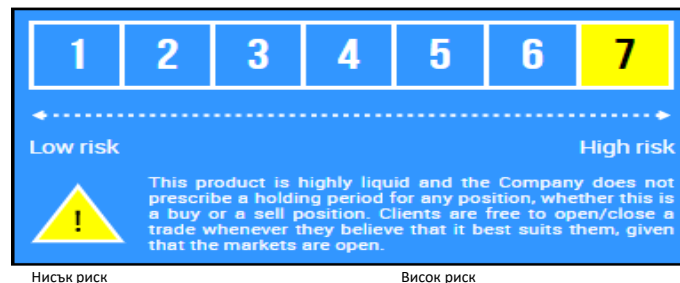 1 2 3 4 5 6 7
Low risk High risk
!
This product is highly liquid and the Company does not
prescribe a holding period for any position, whether this is
a buy or a sell position. Clients are free to open/close a
trade whenever they believe that it best suits them, given
that the markets are open.
Нисък риск Висок риск